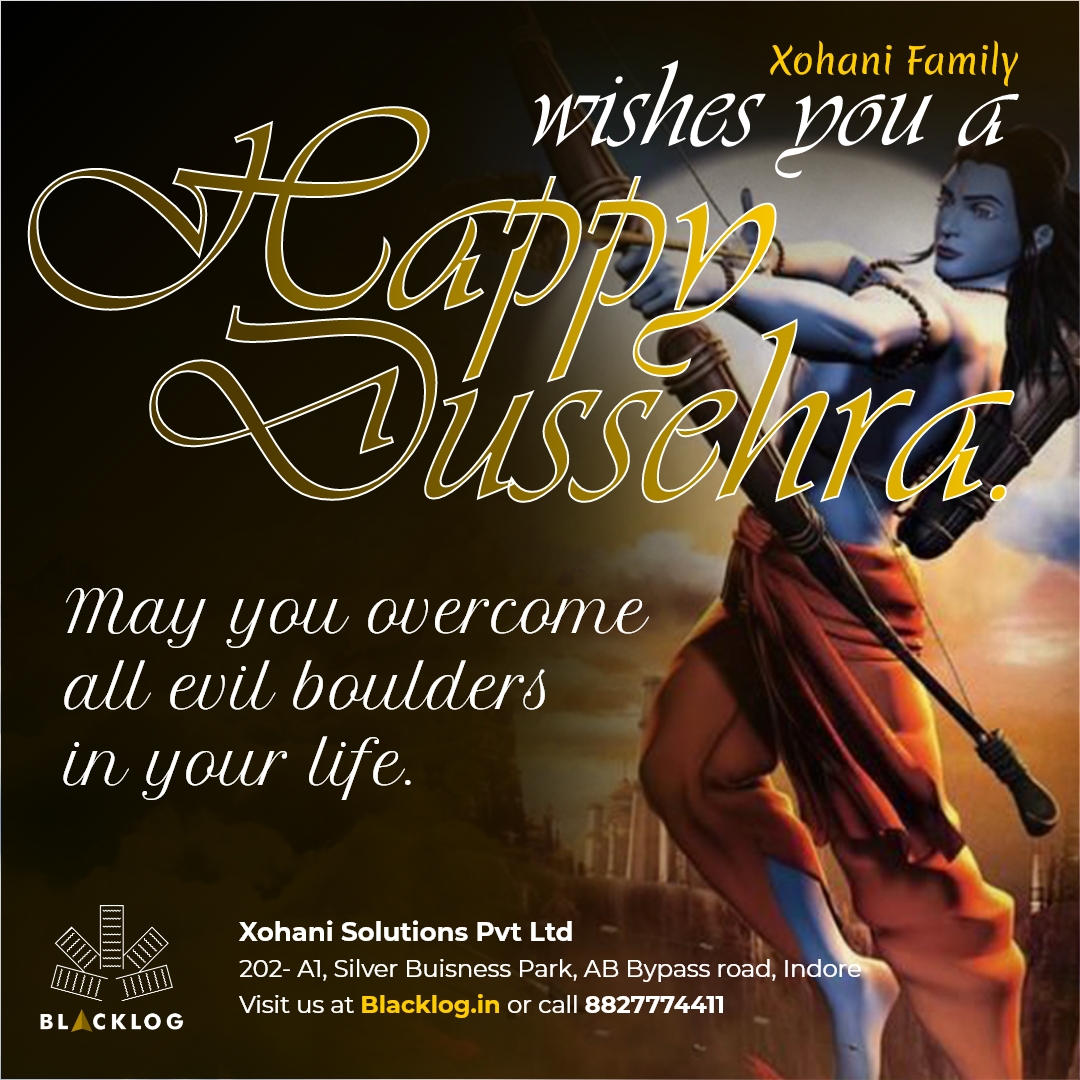 Xohani Family
wishes you a
Happy
Dussehra.
May you overcome
all evil boulders
in your life.
Xohani Solutions Pvt Ltd
202- A1, Silver Buisness Park, AB Bypass road, Indore
Visit us at Blacklog.in or call 8827774411
BLACKLOG